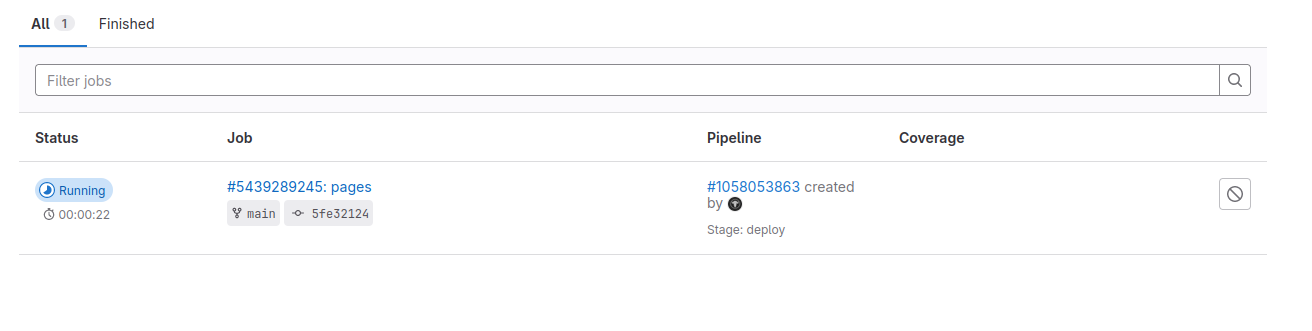 All 1 Finished
Filter jobs
Status Job Pipeline Coverage
Running #5439289245: pages #1058053863 created
00:00:22 main 5fe32124 by
Stage: deploy